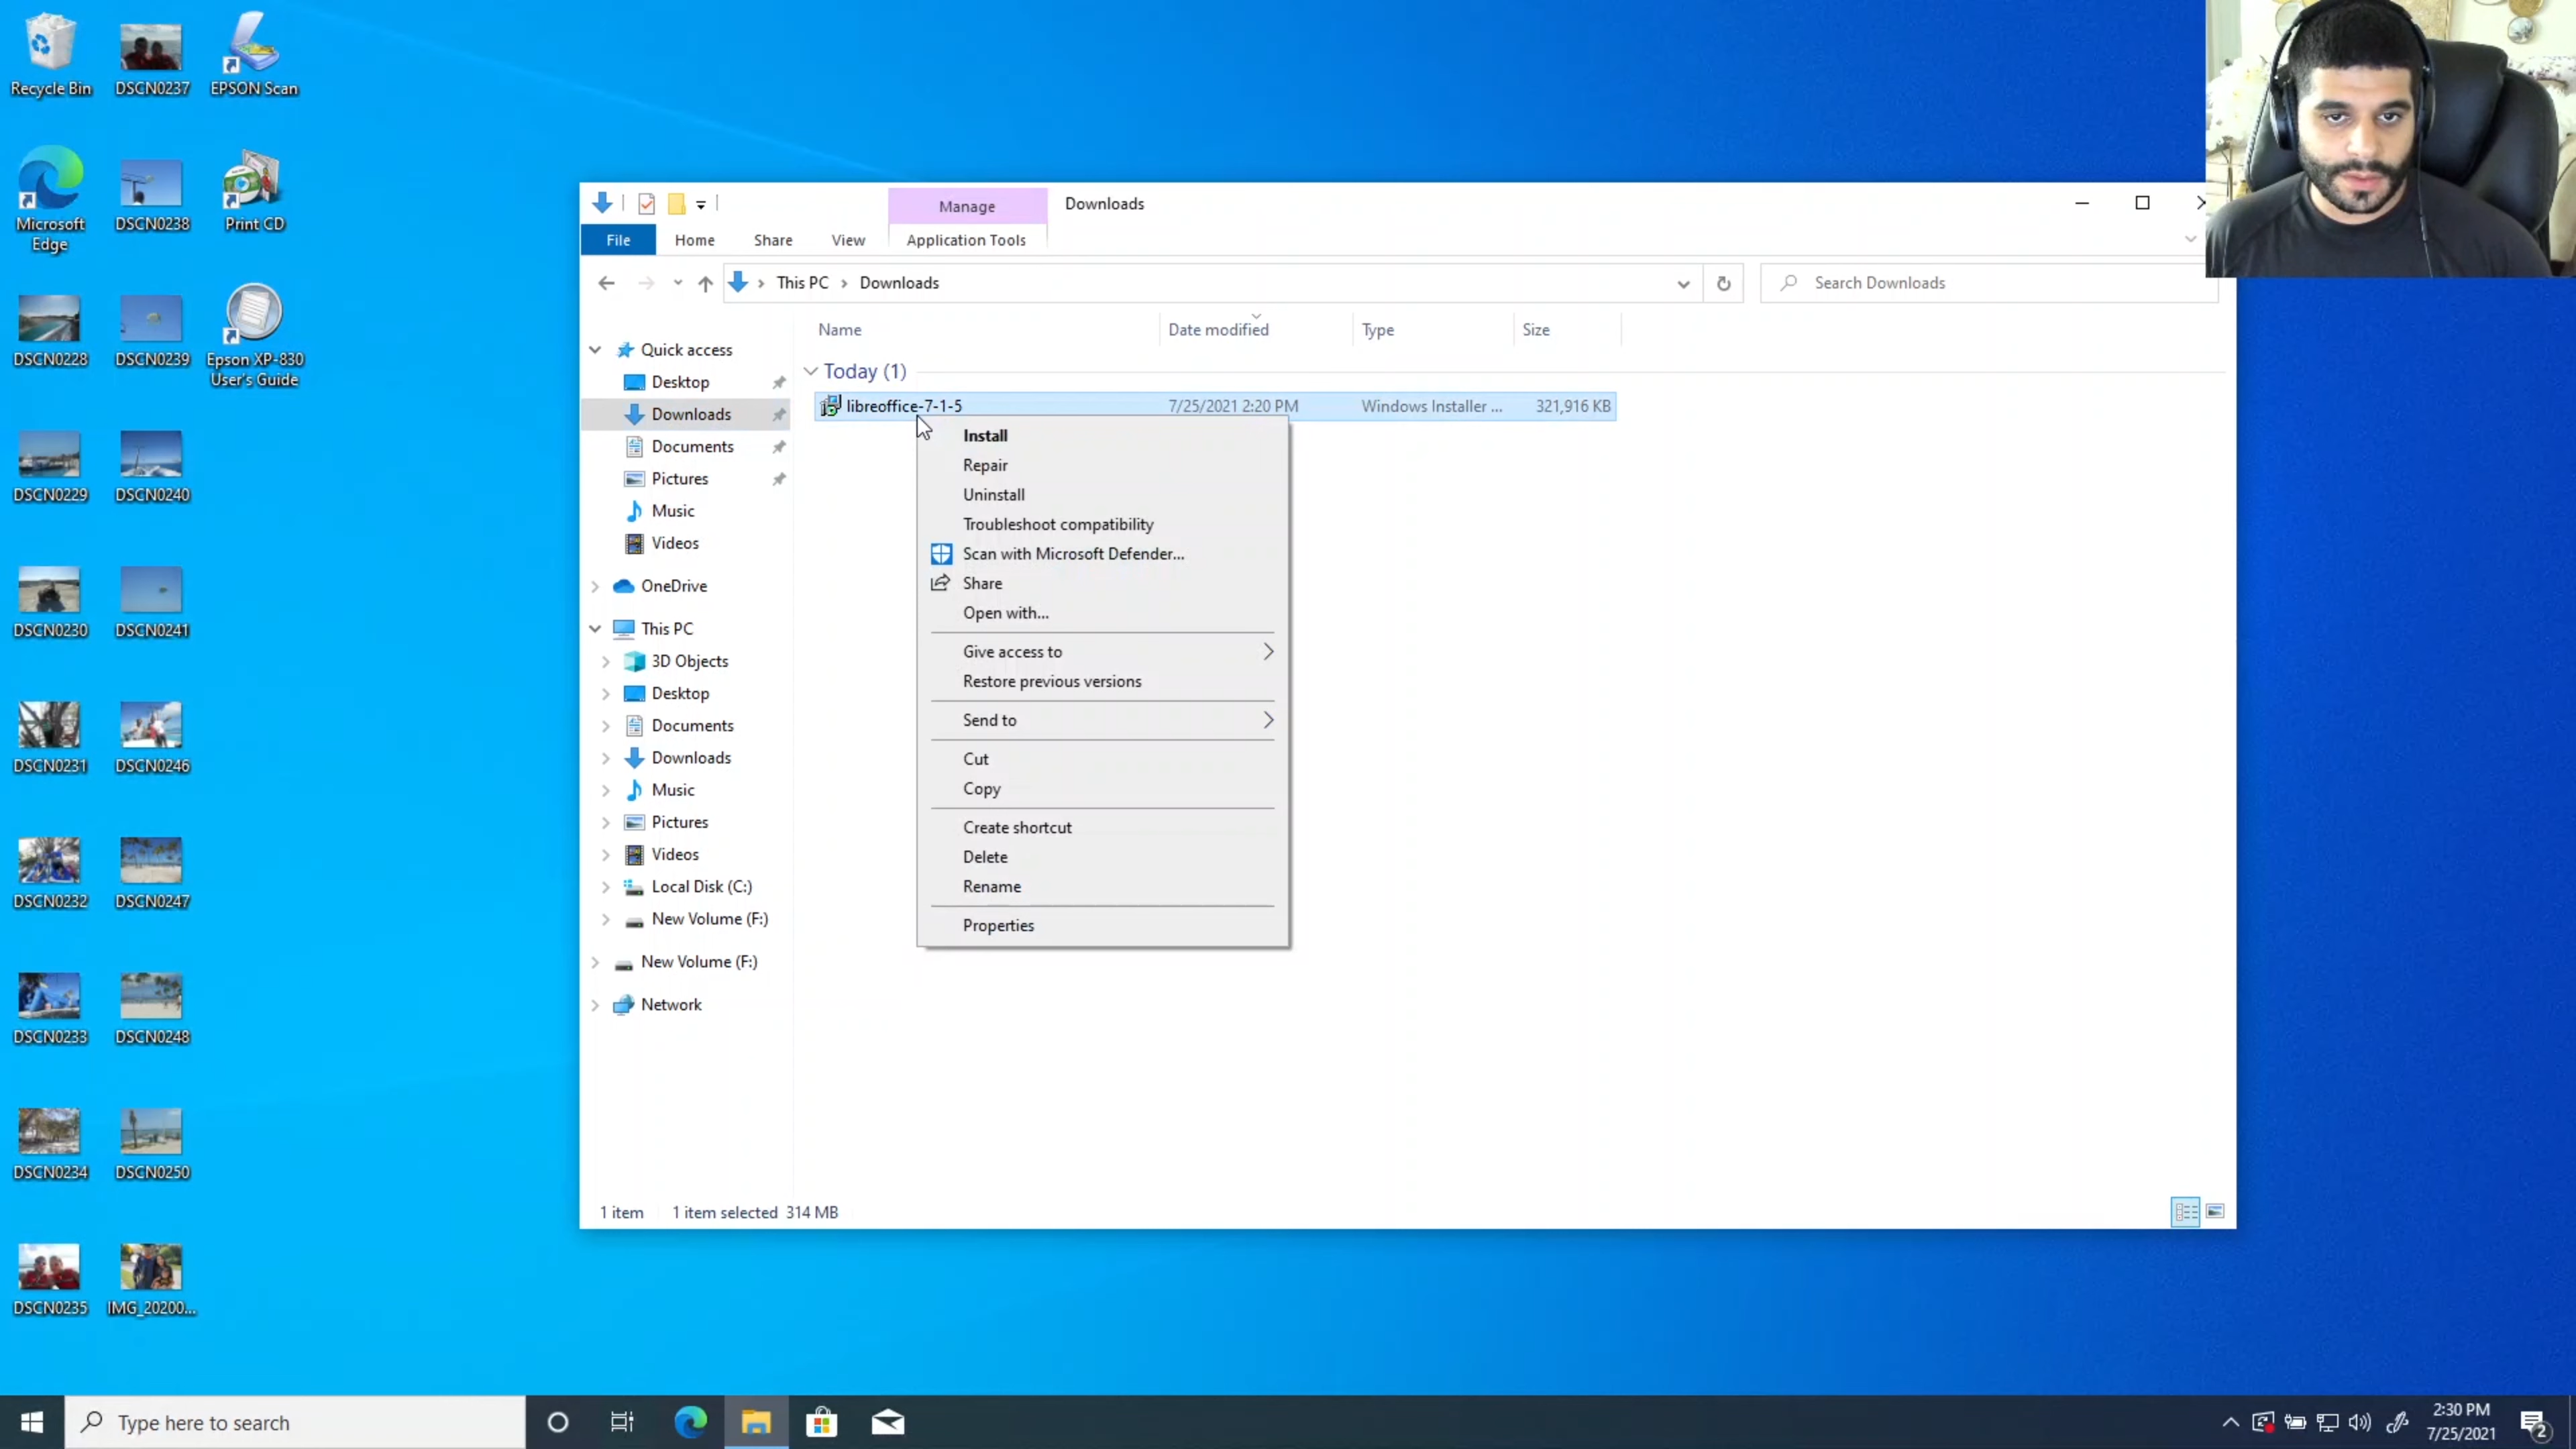 Recycle Bin
DSCN0237
EPSON Scan
Microsoft
Edge
DSCN0238
Print CD
DSCN0228
DSCN0239
Epson XP-830
User's Guide
DSCN0229
DSCN0240
DSCN0230
DSCN0241
DSCN0231
DSCN0246
DSCN0232
DSCN0247
DSCN0233
DSCN0248
DSCN0234
DSCN0250
DSCN0235
IMG_20200...
Manage
Downloads
File
Home
Share
View
Application Tools
This PC
Downloads
Search Downloads
Name
Date modified
Type
Size
Quick access
Desktop
Downloads
Documents
Pictures
Music
Videos
OneDrive
This PC
3D Objects
Desktop
Documents
Downloads
Music
Pictures
Videos
Local Disk (C:)
New Volume (F:)
New Volume (F:)
Network
Today (1)
libreoffice-7-1-5
7/25/2021 2:20 PM
Windows Installer ...
321,916 KB
Install
Repair
Uninstall
Troubleshoot compatibility
Scan with Microsoft Defender...
Share
Open with...
Give access to
Restore previous versions
Send to
Cut
Copy
Create shortcut
Delete
Rename
Properties
1 item
1 item selected 314 MB
Type here to search
2:30 PM
7/25/2021
2